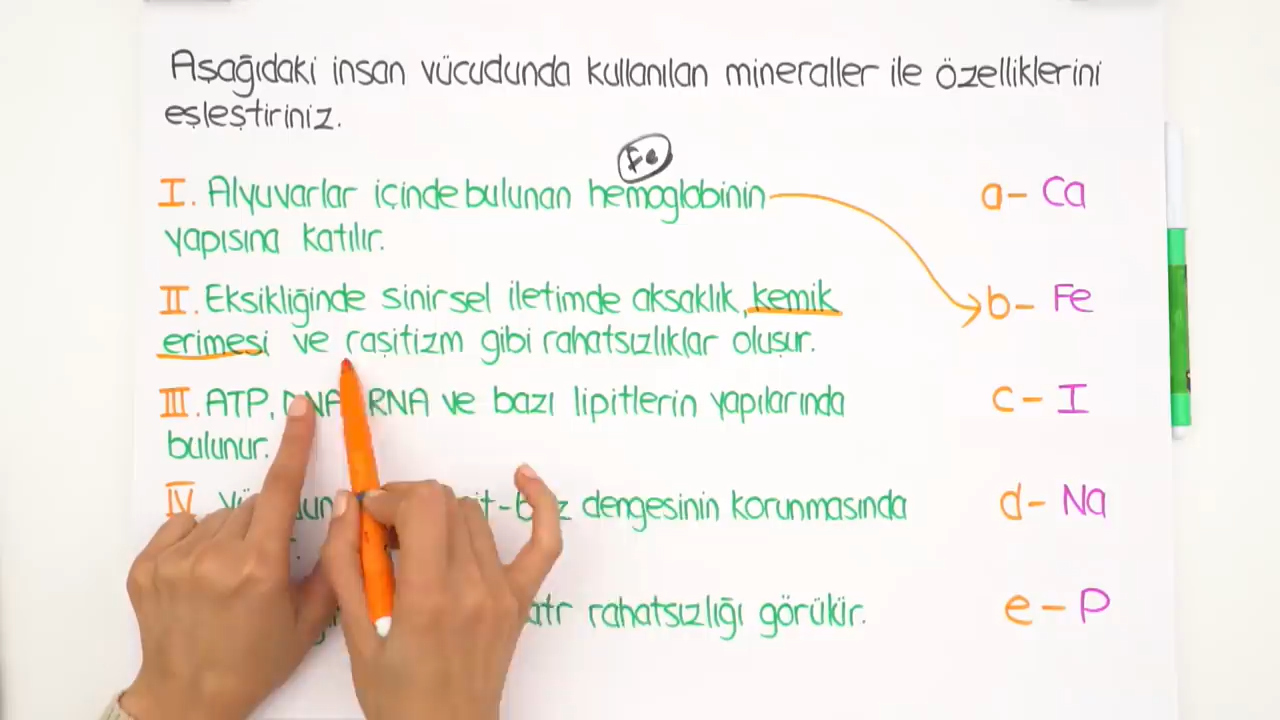 Aşağıdaki insan vücudunda kullanılan mineraller ile özelliklerini
eşleştiriniz.
Fe
I. Alyuvarlar içinde bulunan hemoglobinin
yapısına katılır.
a- Ca
II. Eksikliğinde sinirsel iletimde aksaklık, kemik
erimesi ve raşitizm gibi rahatsızlıklar oluşur.
b- Fe
III. ATP, DNA, RNA ve bazı lipitlerin yapılarında
bulunur.
c- I
IV. dengesinin korunmasında
d- Na
rahatsızlığı görülür.
e- P